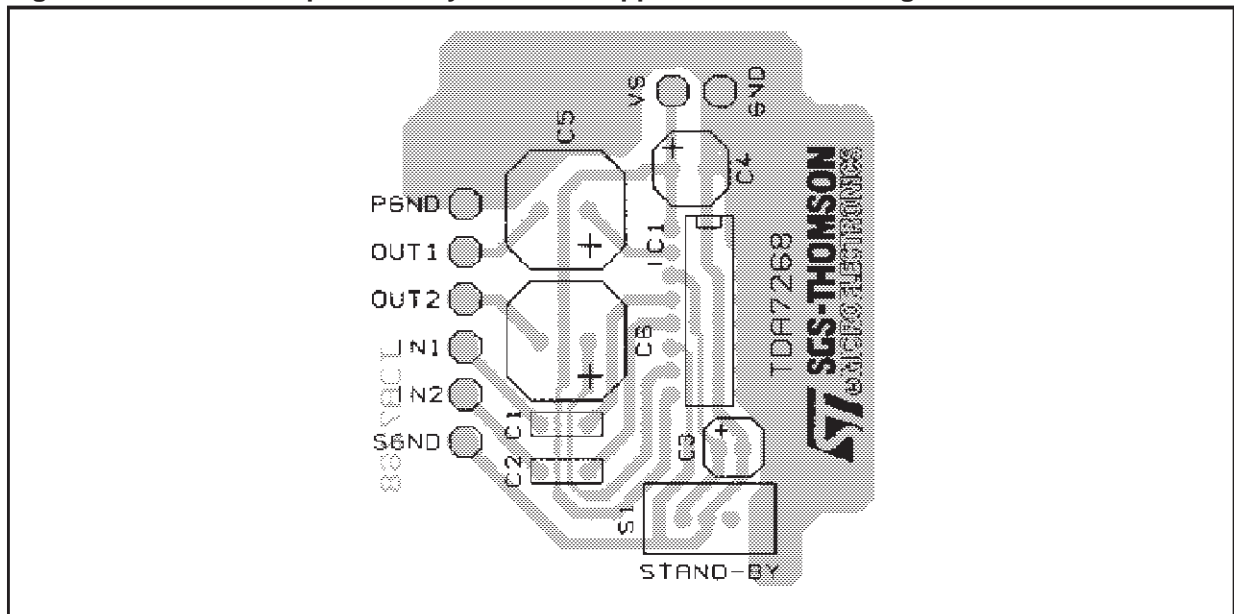 VS
GND
C5
C4
PGND
OUT1
IC1
OUT2
C6
IN1
IN2
C1
SGND
C2
C3
S1
STAND-BY
TDA7268
SGS-THOMSON
MICROELECTRONICS